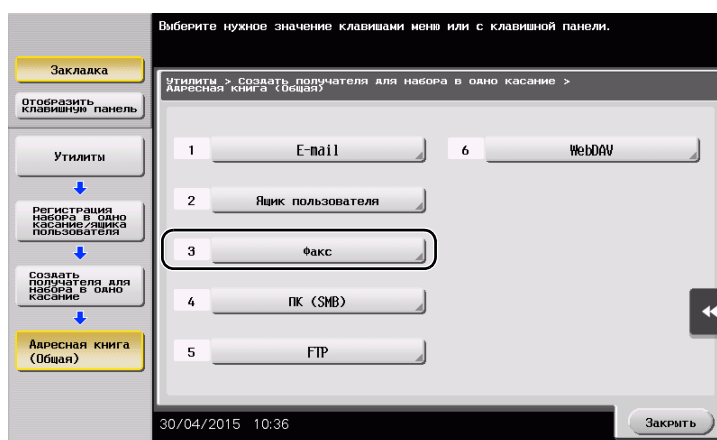 Выберите нужное значение клавишами меню или с клавишной панели.
Закладка
Отобразить
клавишную панель
Утилиты > Создать получателя для набора в одно касание >
Адресная книга (Общая)
Утилиты
Регистрация
набора в одно
касание/ящика
пользователя
Создать
получателя для
набора в одно
касание
Адресная книга
(Общая)
1 E-mail
2 Ящик пользователя
3 Факс
4 ПК (SMB)
5 FTP
6 WebDAV
30/04/2015 10:36
Закрыть